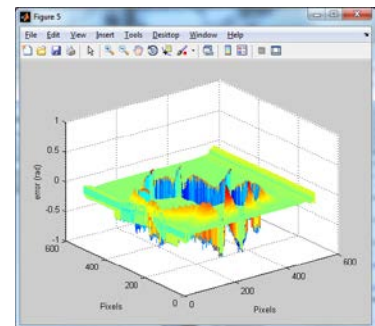 Figure 5
File Edit View Insert Tools Desktop Window Help
1
0.5
0
-0.5
-1
error (rad)
600
400
200
0
0
200
400
600
Pixels
Pixels